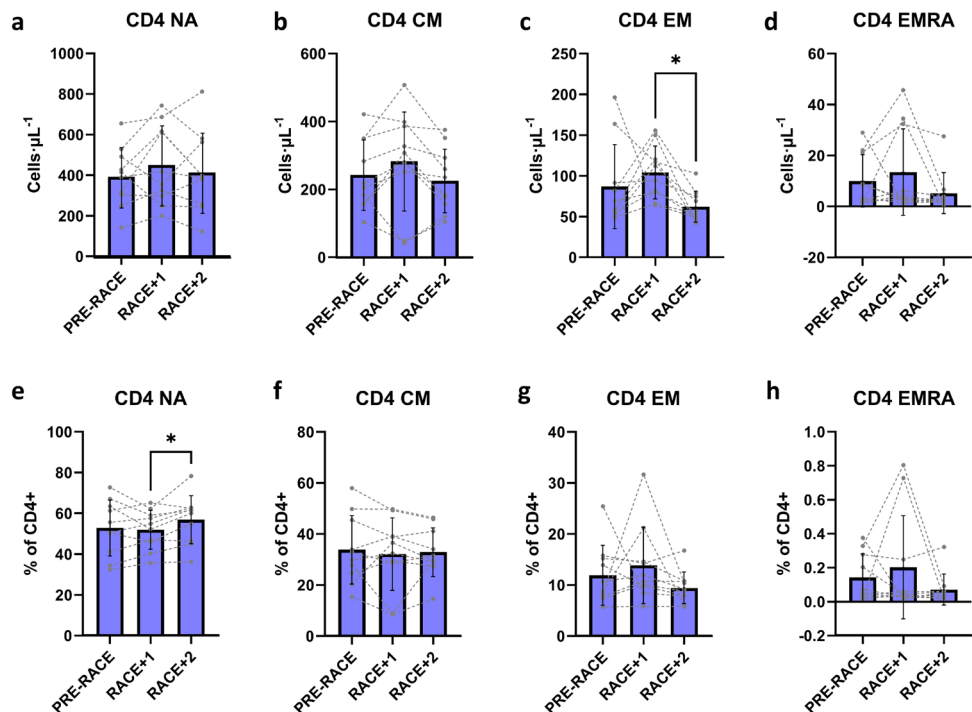 a
CD4 NA
Cells·µL⁻¹
1000
800
600
400
200
0
PRE-RACE
RACE+1
RACE+2
b
CD4 CM
Cells·µL⁻¹
600
400
200
0
PRE-RACE
RACE+1
RACE+2
c
CD4 EM
*
Cells·µL⁻¹
250
200
150
100
50
0
PRE-RACE
RACE+1
RACE+2
d
CD4 EMRA
Cells·µL⁻¹
60
40
20
0
-20
PRE-RACE
RACE+1
RACE+2
e
CD4 NA
*
% of CD4+
100
80
60
40
20
0
PRE-RACE
RACE+1
RACE+2
f
CD4 CM
% of CD4+
80
60
40
20
0
PRE-RACE
RACE+1
RACE+2
g
CD4 EM
% of CD4+
40
30
20
10
0
PRE-RACE
RACE+1
RACE+2
h
CD4 EMRA
% of CD4+
1.0
0.8
0.6
0.4
0.2
0.0
-0.2
PRE-RACE
RACE+1
RACE+2